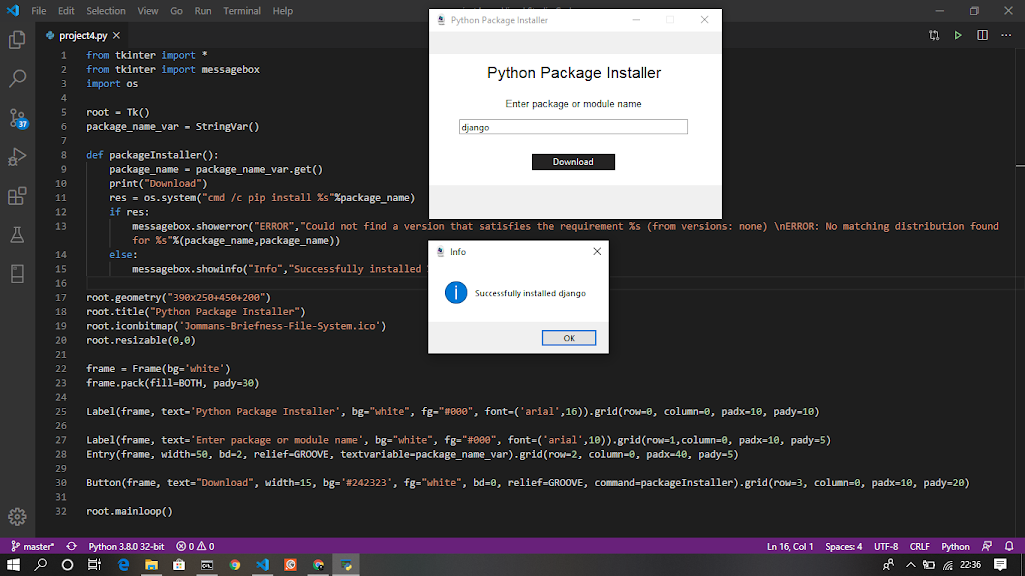 File Edit Selection View Go Run Terminal Help
project4.py
1 from tkinter import *
2 from tkinter import messagebox
3 import os
4
5 root = Tk()
6 package_name_var = StringVar()
7
8 def packageInstaller():
9 package_name = package_name_var.get()
10 print("Download")
11 res = os.system("cmd /c pip install %s"%package_name)
12 if res:
13 messagebox.showerror("ERROR","Could not find a version that satisfies the requirement %s (from versions: none) \nERROR: No matching distribution found
for %s"%(package_name,package_name))
14 else:
15 messagebox.showinfo("Info","Successfully installed
16
17 root.geometry("390x250+450+200")
18 root.title("Python Package Installer")
19 root.iconbitmap('Jommans-Briefness-File-System.ico')
20 root.resizable(0,0)
21
22 frame = Frame(bg='white')
23 frame.pack(fill=BOTH, pady=30)
24
25 Label(frame, text='Python Package Installer', bg="white", fg="#000", font=('arial',16)).grid(row=0, column=0, padx=10, pady=10)
26
27 Label(frame, text='Enter package or module name', bg="white", fg="#000", font=('arial',10)).grid(row=1,column=0, padx=10, pady=5)
28 Entry(frame, width=50, bd=2, relief=GROOVE, textvariable=package_name_var).grid(row=2, column=0, padx=40, pady=5)
29
30 Button(frame, text="Download", width=15, bg='#242323', fg="white", bd=0, relief=GROOVE, command=packageInstaller).grid(row=3, column=0, padx=10, pady=20)
31
32 root.mainloop()
Python Package Installer
Python Package Installer
Enter package or module name
django
Download
Info
Successfully installed django
OK
37
master* Python 3.8.0 32-bit 0 0 Ln 16, Col 1 Spaces: 4 UTF-8 CRLF Python
22:36